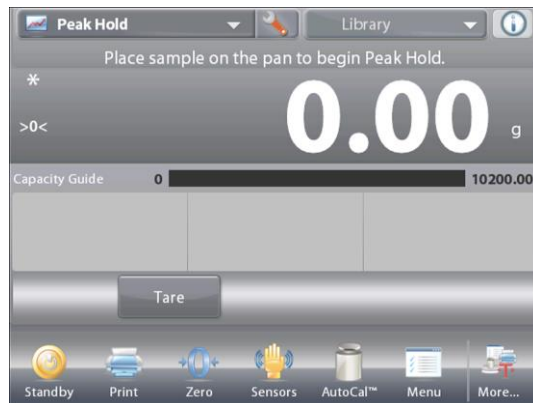 Peak Hold
Library
Place sample on the pan to begin Peak Hold.
*
>0<
0.00 g
Capacity Guide 0 10200.00
Tare
Standby Print Zero Sensors AutoCal™ Menu More...